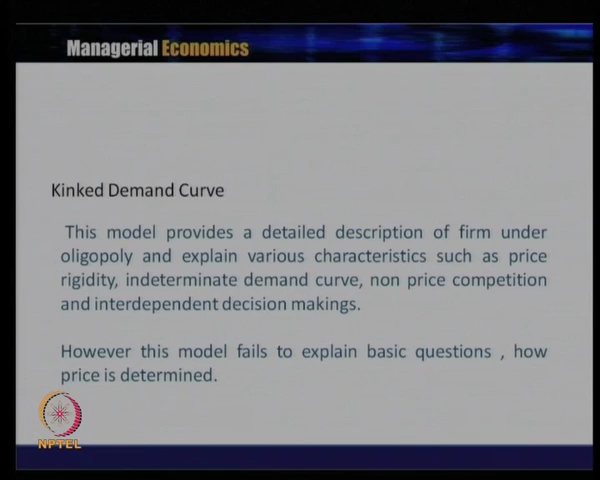 Managerial Economics
Kinked Demand Curve
This model provides a detailed description of firm under
oligopoly and explain various characteristics such as price
rigidity, indeterminate demand curve, non price competition
and interdependent decision makings.
However this model fails to explain basic questions , how
price is determined.
NPTEL